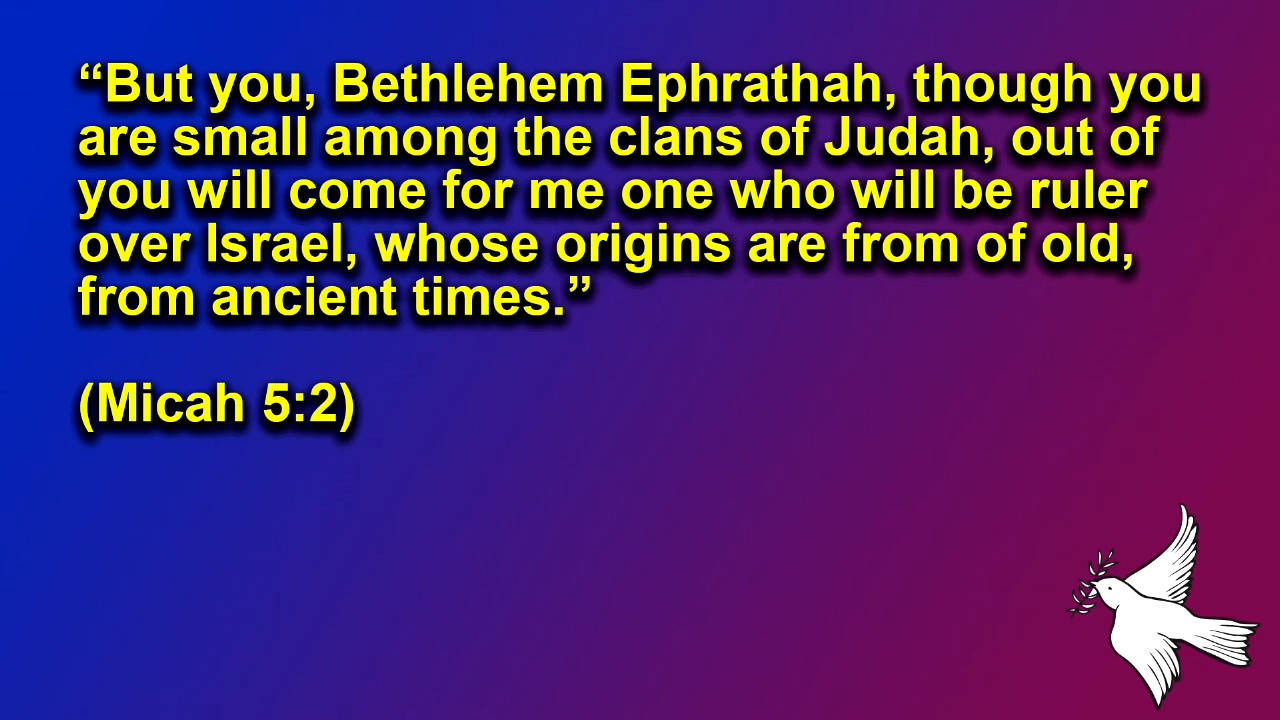 “But you, Bethlehem Ephrathah, though you
are small among the clans of Judah, out of
you will come for me one who will be ruler
over Israel, whose origins are from of old,
from ancient times.”
(Micah 5:2)